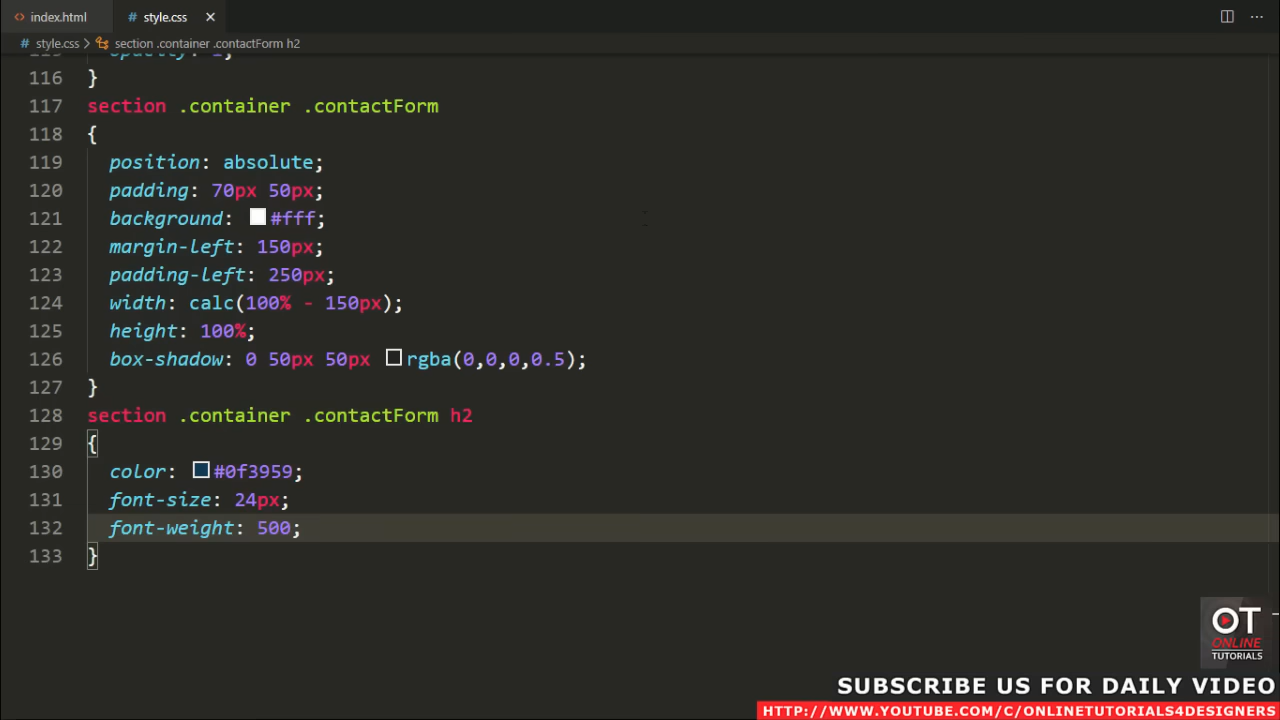 index.html
style.css
style.css > section .container .contactForm h2
opacity: 1;
116 }
117 section .container .contactForm
118 {
119 position: absolute;
120 padding: 70px 50px;
121 background: #fff;
122 margin-left: 150px;
123 padding-left: 250px;
124 width: calc(100% - 150px);
125 height: 100%;
126 box-shadow: 0 50px 50px rgba(0,0,0,0.5);
127 }
128 section .container .contactForm h2
129 {
130 color: #0f3959;
131 font-size: 24px;
132 font-weight: 500;
133 }
OT
ONLINE
TUTORIALS
SUBSCRIBE US FOR DAILY VIDEO
HTTP://WWW.YOUTUBE.COM/C/ONLINETUTORIALS4DESIGNERS